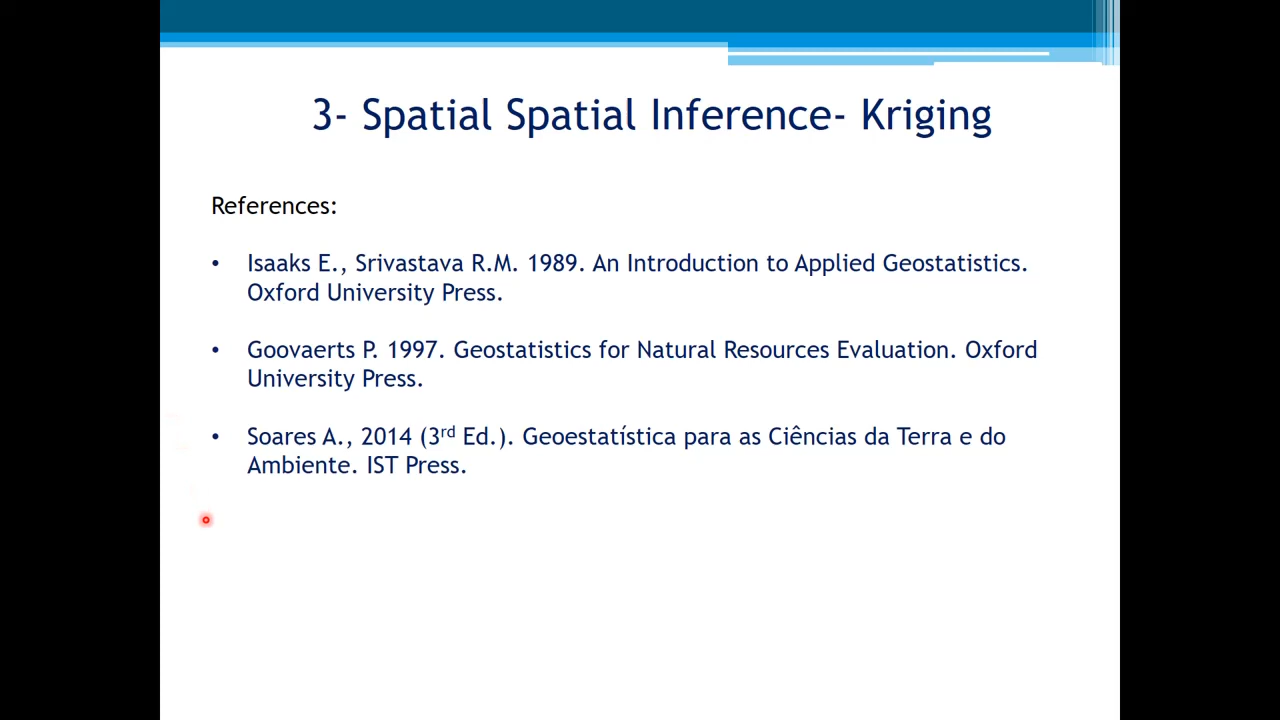 3- Spatial Spatial Inference- Kriging
References:
• Isaaks E., Srivastava R.M. 1989. An Introduction to Applied Geostatistics.
Oxford University Press.
• Goovaerts P. 1997. Geostatistics for Natural Resources Evaluation. Oxford
University Press.
• Soares A., 2014 (3rd Ed.). Geoestatística para as Ciências da Terra e do
Ambiente. IST Press.